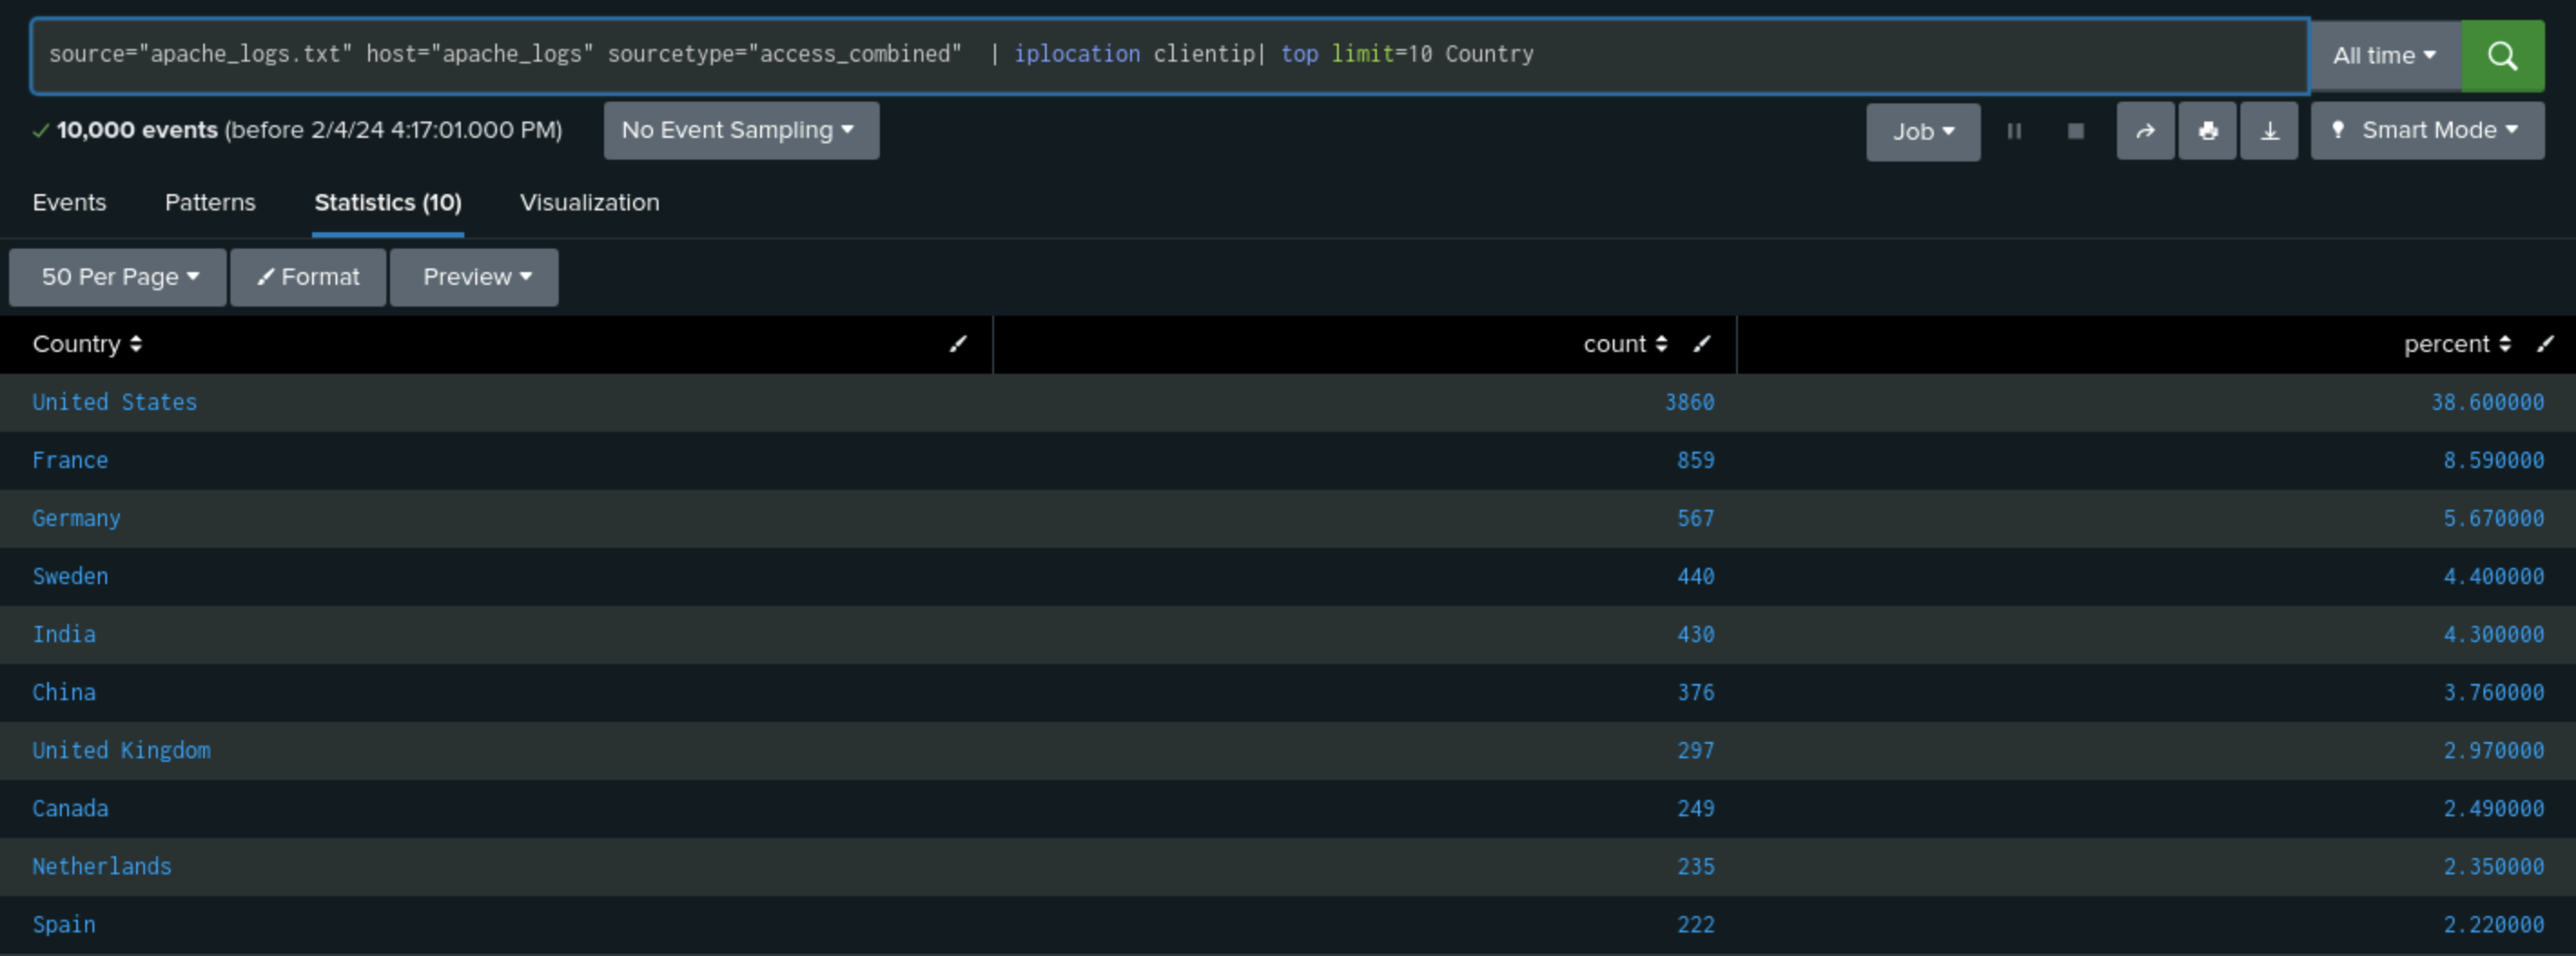 source="apache_logs.txt" host="apache_logs" sourcetype="access_combined"  | iplocation clientip| top limit=10 Country
All time
10,000 events (before 2/4/24 4:17:01.000 PM)
No Event Sampling
Job
Smart Mode
Events Patterns Statistics (10) Visualization
50 Per Page Format Preview
Country count percent
United States 3860 38.600000
France 859 8.590000
Germany 567 5.670000
Sweden 440 4.400000
India 430 4.300000
China 376 3.760000
United Kingdom 297 2.970000
Canada 249 2.490000
Netherlands 235 2.350000
Spain 222 2.220000